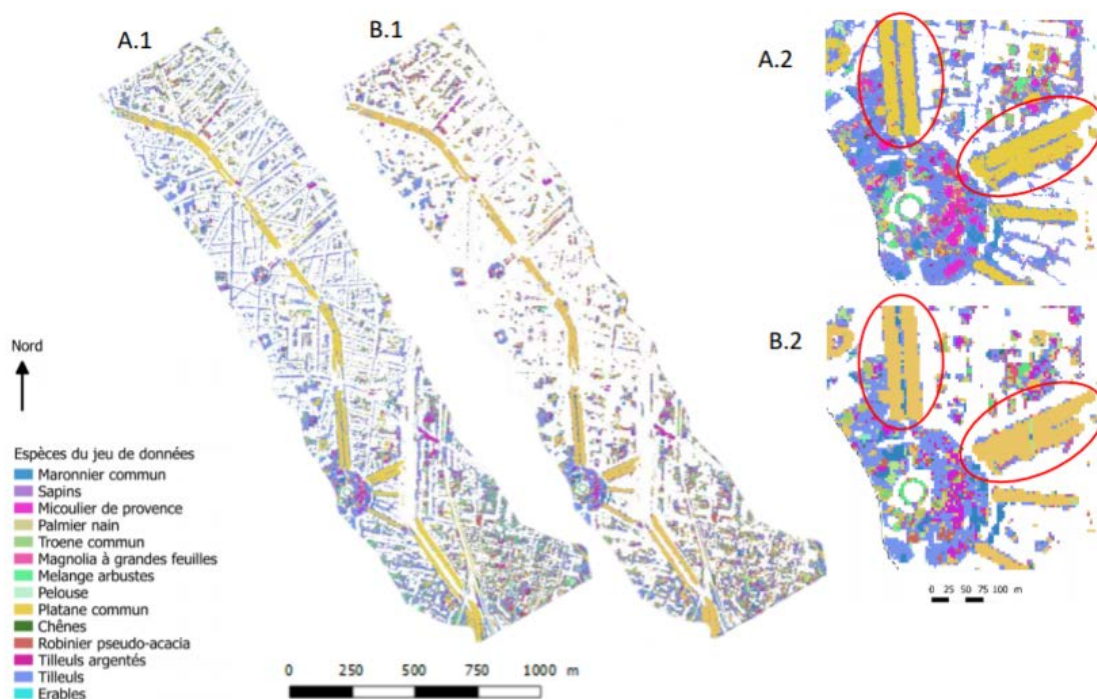 A.1
B.1
A.2
B.2
Nord
Espèces du jeu de données
Maronnier commun
Sapins
Micoulier de provence
Palmier nain
Troene commun
Magnolia à grandes feuilles
Melange arbustes
Pelouse
Platane commun
Chênes
Robinier pseudo-acacia
Tilleuls argentés
Tilleuls
Erables
0 250 500 750 1000 m
0 25 50 75 100 m